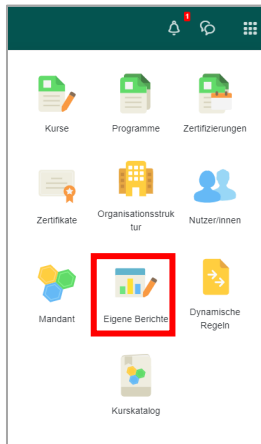 1
Kurse
Programme
Zertifizierungen
Zertifikate
Organisationsstruk
tur
Nutzer/innen
Mandant
Eigene Berichte
Dynamische
Regeln
Kurskatalog